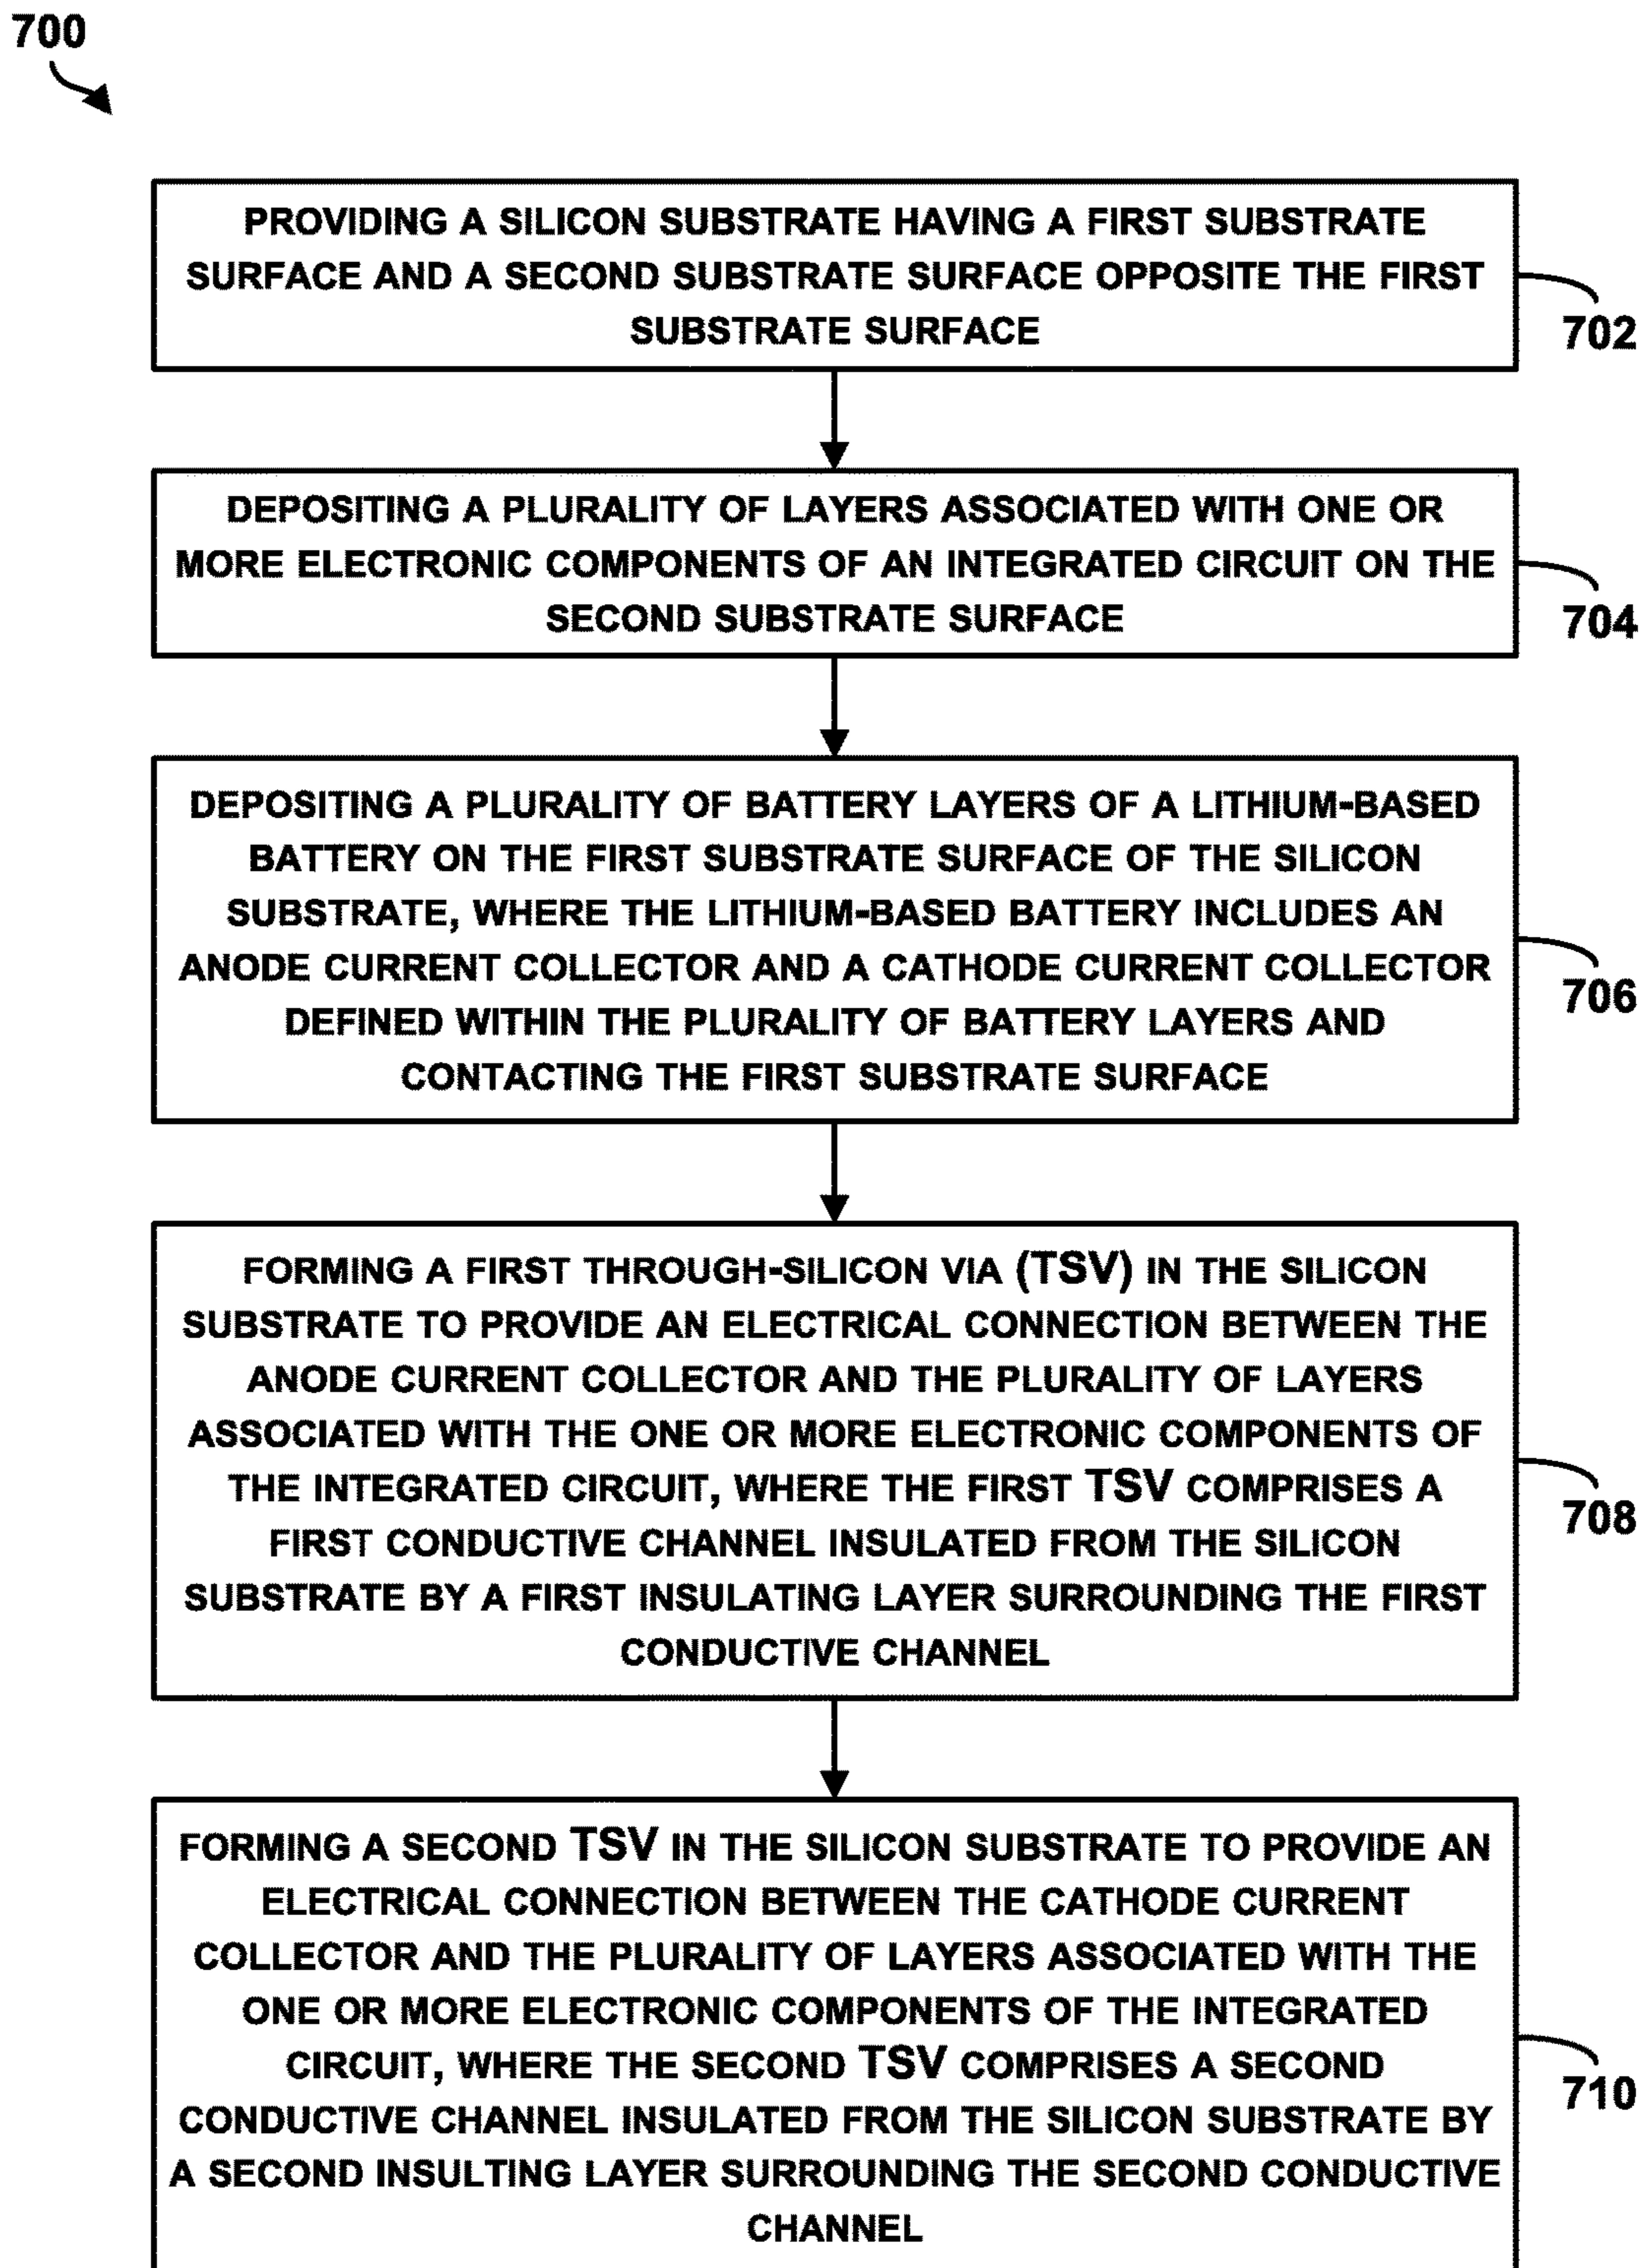 700
PROVIDING A SILICON SUBSTRATE HAVING A FIRST SUBSTRATE
SURFACE AND A SECOND SUBSTRATE SURFACE OPPOSITE THE FIRST
SUBSTRATE SURFACE
702
DEPOSITING A PLURALITY OF LAYERS ASSOCIATED WITH ONE OR
MORE ELECTRONIC COMPONENTS OF AN INTEGRATED CIRCUIT ON THE
SECOND SUBSTRATE SURFACE
704
DEPOSITING A PLURALITY OF BATTERY LAYERS OF A LITHIUM-BASED
BATTERY ON THE FIRST SUBSTRATE SURFACE OF THE SILICON
SUBSTRATE, WHERE THE LITHIUM-BASED BATTERY INCLUDES AN
ANODE CURRENT COLLECTOR AND A CATHODE CURRENT COLLECTOR
DEFINED WITHIN THE PLURALITY OF BATTERY LAYERS AND
CONTACTING THE FIRST SUBSTRATE SURFACE
706
FORMING A FIRST THROUGH-SILICON VIA (TSV) IN THE SILICON
SUBSTRATE TO PROVIDE AN ELECTRICAL CONNECTION BETWEEN THE
ANODE CURRENT COLLECTOR AND THE PLURALITY OF LAYERS
ASSOCIATED WITH THE ONE OR MORE ELECTRONIC COMPONENTS OF
THE INTEGRATED CIRCUIT, WHERE THE FIRST TSV COMPRISES A
FIRST CONDUCTIVE CHANNEL INSULATED FROM THE SILICON
SUBSTRATE BY A FIRST INSULATING LAYER SURROUNDING THE FIRST
CONDUCTIVE CHANNEL
708
FORMING A SECOND TSV IN THE SILICON SUBSTRATE TO PROVIDE AN
ELECTRICAL CONNECTION BETWEEN THE CATHODE CURRENT
COLLECTOR AND THE PLURALITY OF LAYERS ASSOCIATED WITH THE
ONE OR MORE ELECTRONIC COMPONENTS OF THE INTEGRATED
CIRCUIT, WHERE THE SECOND TSV COMPRISES A SECOND
CONDUCTIVE CHANNEL INSULATED FROM THE SILICON SUBSTRATE BY
A SECOND INSULTING LAYER SURROUNDING THE SECOND CONDUCTIVE
CHANNEL
710